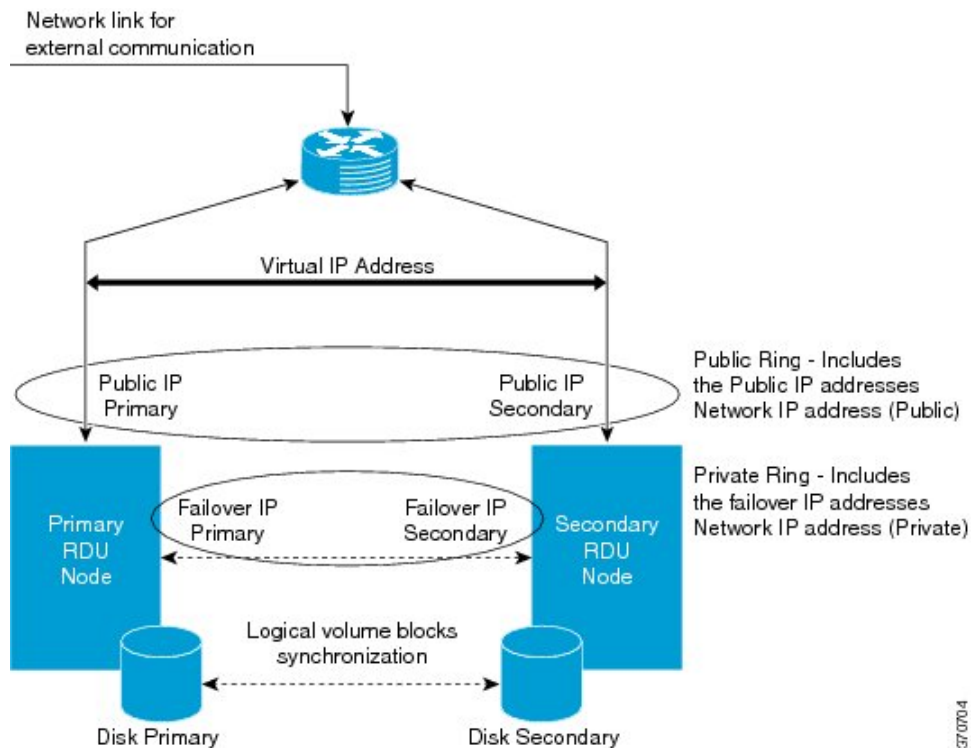 Network link for
external communication
Virtual IP Address
Public IP
Primary
Public IP
Secondary
Public Ring - Includes
the Public IP addresses
Network IP address (Public)
Primary
RDU
Node
Failover IP
Primary
Failover IP
Secondary
Secondary
RDU
Node
Private Ring - Includes
the failover IP addresses
Network IP address (Private)
Logical volume blocks
synchronization
Disk Primary
Disk Secondary
370704